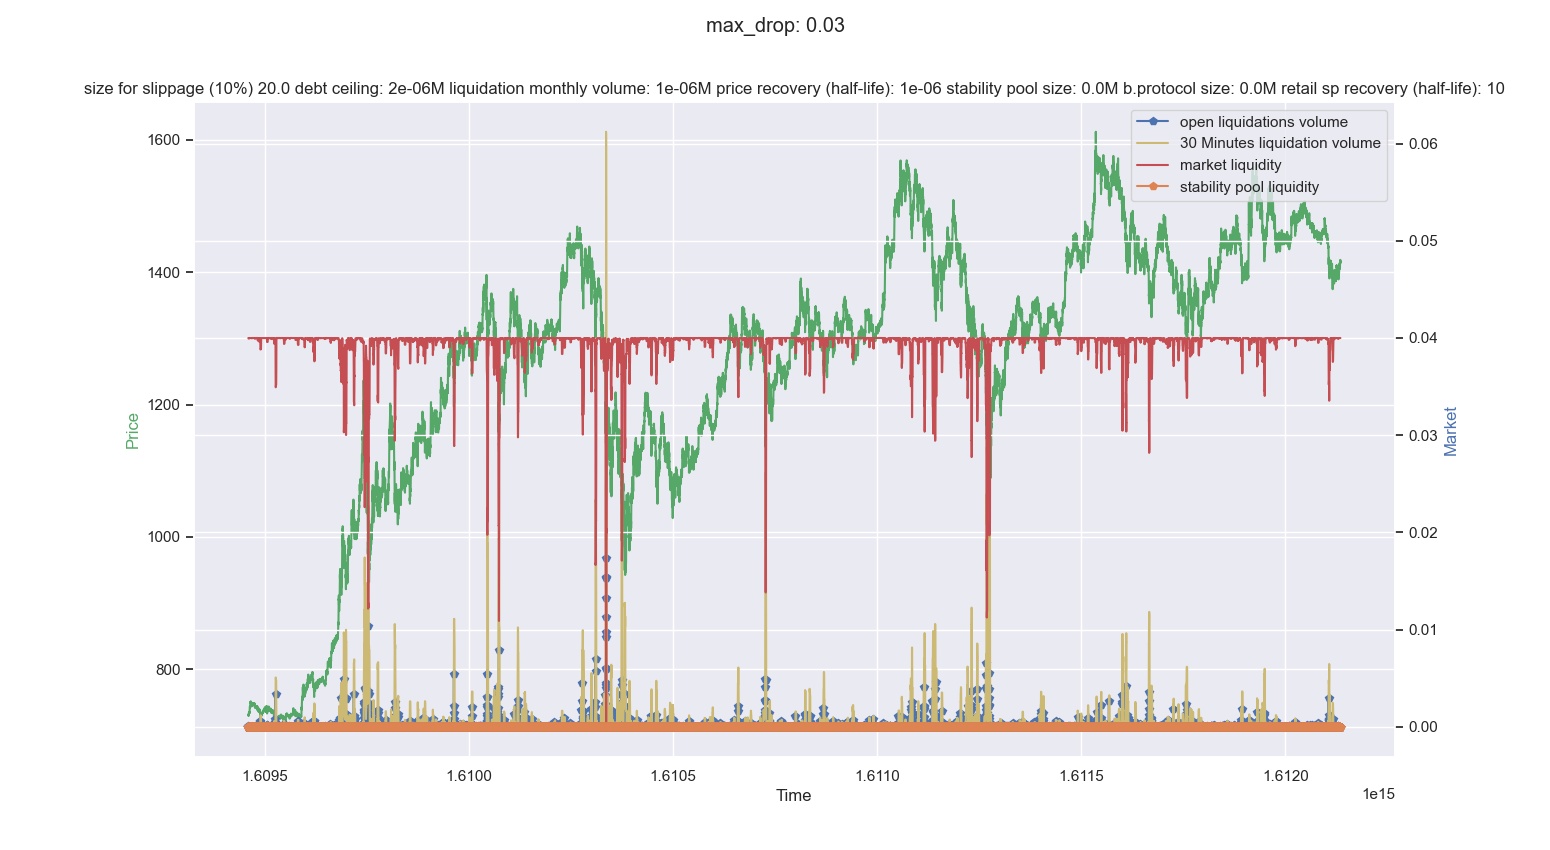 max_drop: 0.03
size for slippage (10%) 20.0 debt ceiling: 2e-06M liquidation monthly volume: 1e-06M price recovery (half-life): 1e-06 stability pool size: 0.0M b.protocol size: 0.0M retail sp recovery (half-life): 10
open liquidations volume
30 Minutes liquidation volume
market liquidity
stability pool liquidity
1600
1400
1200
1000
800
Price
0.06
0.05
0.04
0.03
0.02
0.01
0.00
Market
1.6095 1.6100 1.6105 1.6110 1.6115 1.6120
Time
1e15